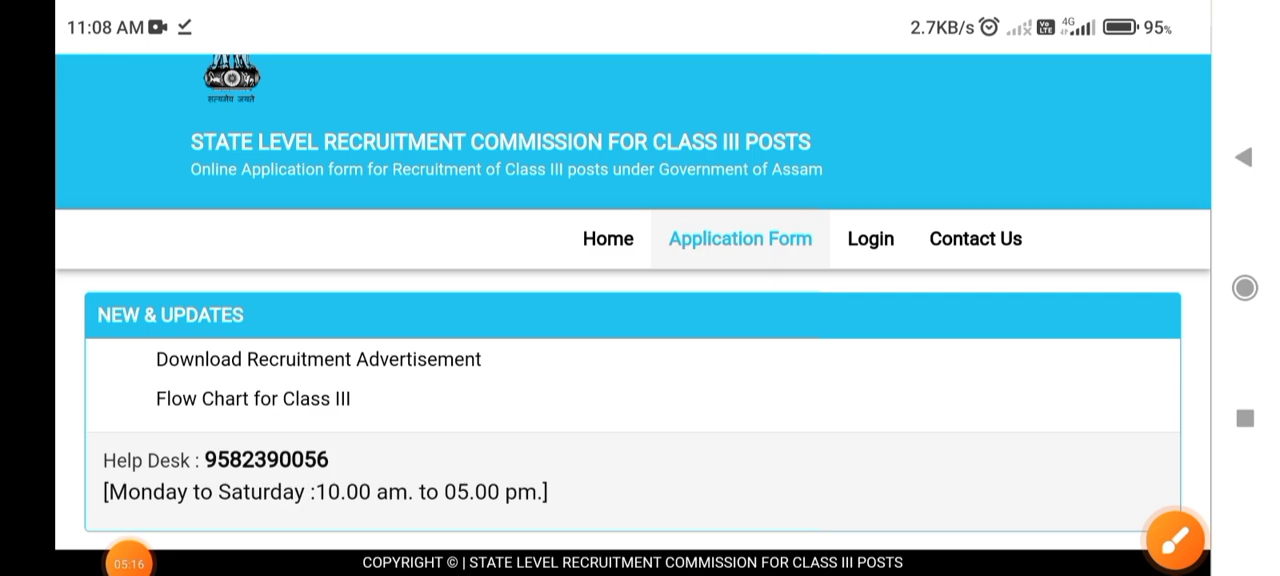 11:08 AM 2.7KB/s 4G 95%
सत्यमेव जयते
STATE LEVEL RECRUITMENT COMMISSION FOR CLASS III POSTS
Online Application form for Recruitment of Class III posts under Government of Assam
Home Application Form Login Contact Us
NEW & UPDATES
Download Recruitment Advertisement
Flow Chart for Class III
Help Desk : 9582390056
[Monday to Saturday :10.00 am. to 05.00 pm.]
05:16 COPYRIGHT © | STATE LEVEL RECRUITMENT COMMISSION FOR CLASS III POSTS